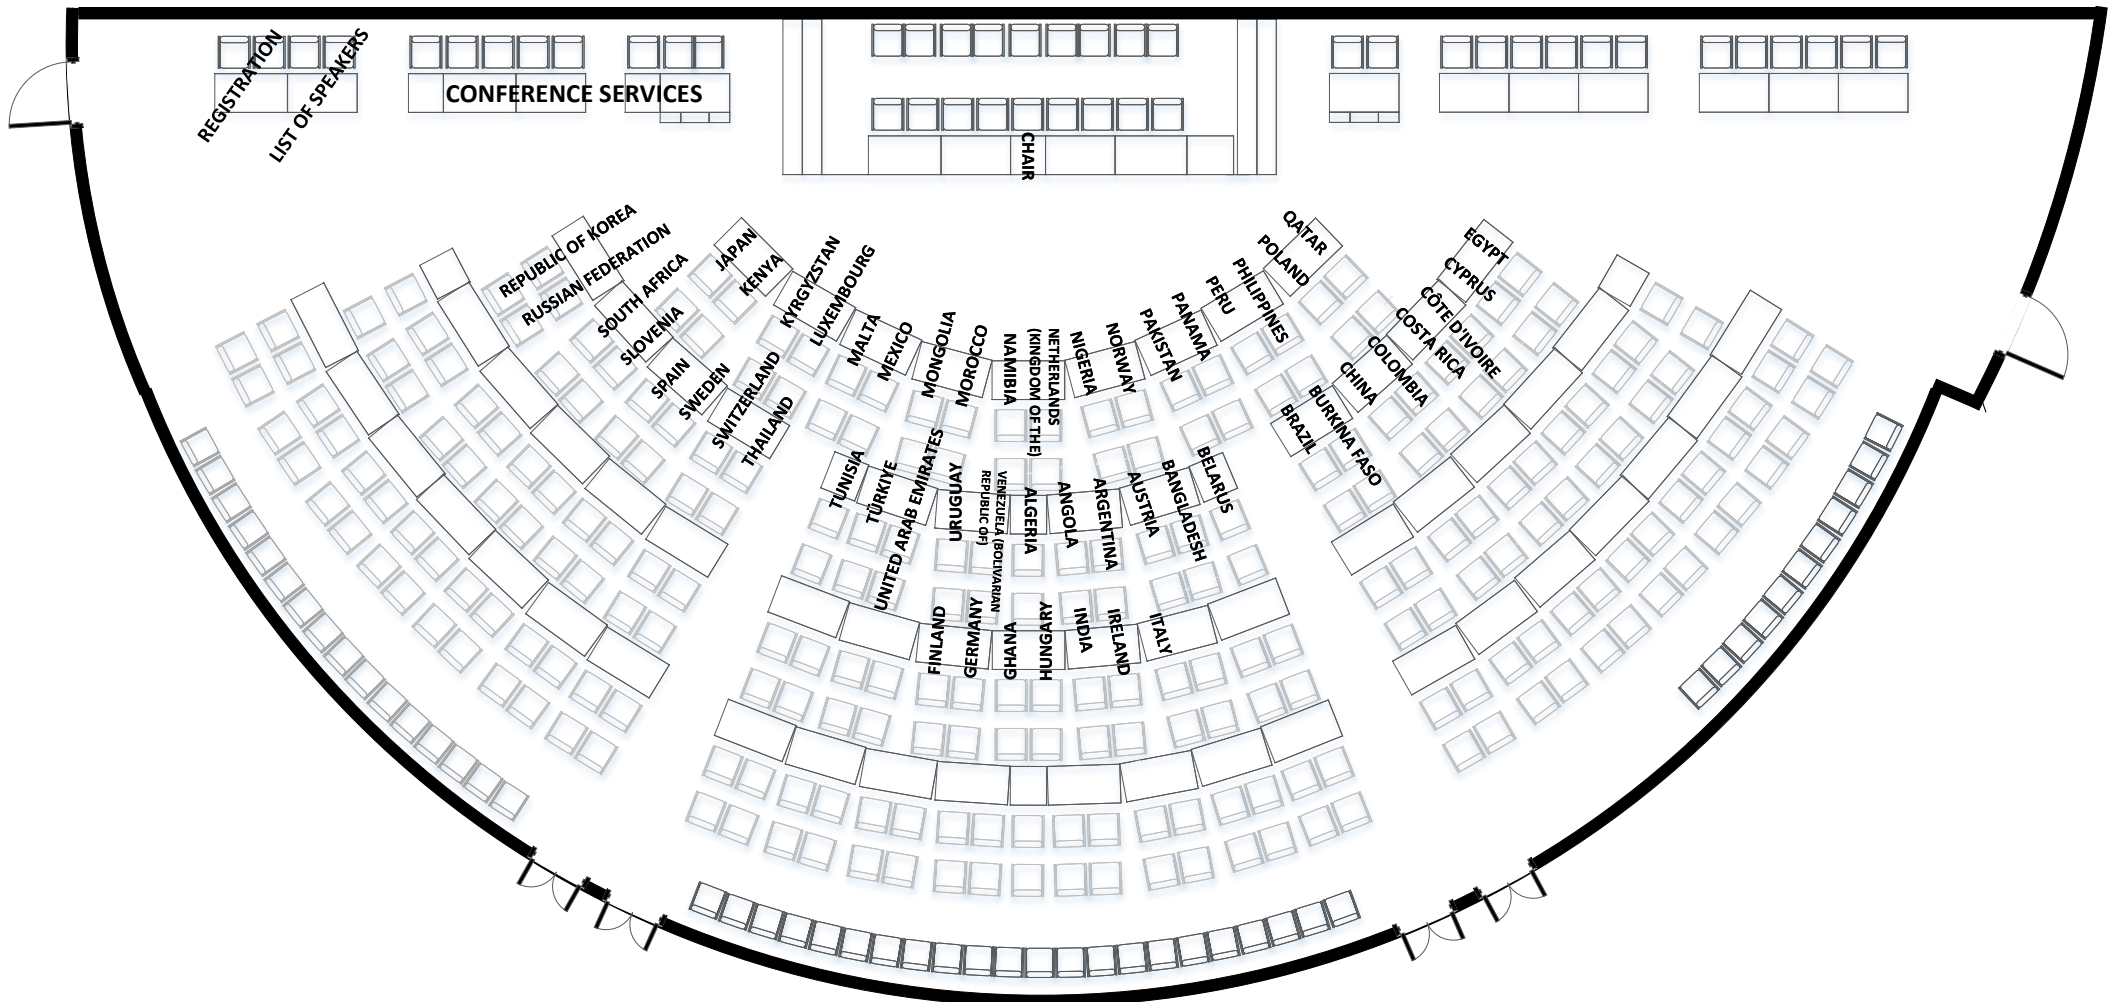 REGISTRATION
LIST OF SPEAKERS
CONFERENCE SERVICES
CHAIR
REPUBLIC OF KOREA
RUSSIAN FEDERATION
SOUTH AFRICA
SLOVENIA
SPAIN
SWEDEN
SWITZERLAND
THAILAND
JAPAN
KENYA
KYRGYZSTAN
LUXEMBOURG
MALTA
MEXICO
MONGOLIA
MOROCCO
NAMIBIA
NETHERLANDS
(KINGDOM OF THE)
NIGERIA
NORWAY
PAKISTAN
PANAMA
PERU
PHILIPPINES
POLAND
QATAR
EGYPT
CYPRUS
CÔTE D'IVOIRE
COSTA RICA
COLOMBIA
CHINA
BURKINA FASO
BRAZIL
TUNISIA
TÜRKIYE
UNITED ARAB EMIRATES
URUGUAY
VENEZUELA (BOLIVARIAN
REPUBLIC OF)
ALGERIA
ANGOLA
ARGENTINA
AUSTRIA
BANGLADESH
BELARUS
FINLAND
GERMANY
GHANA
HUNGARY
INDIA
IRELAND
ITALY